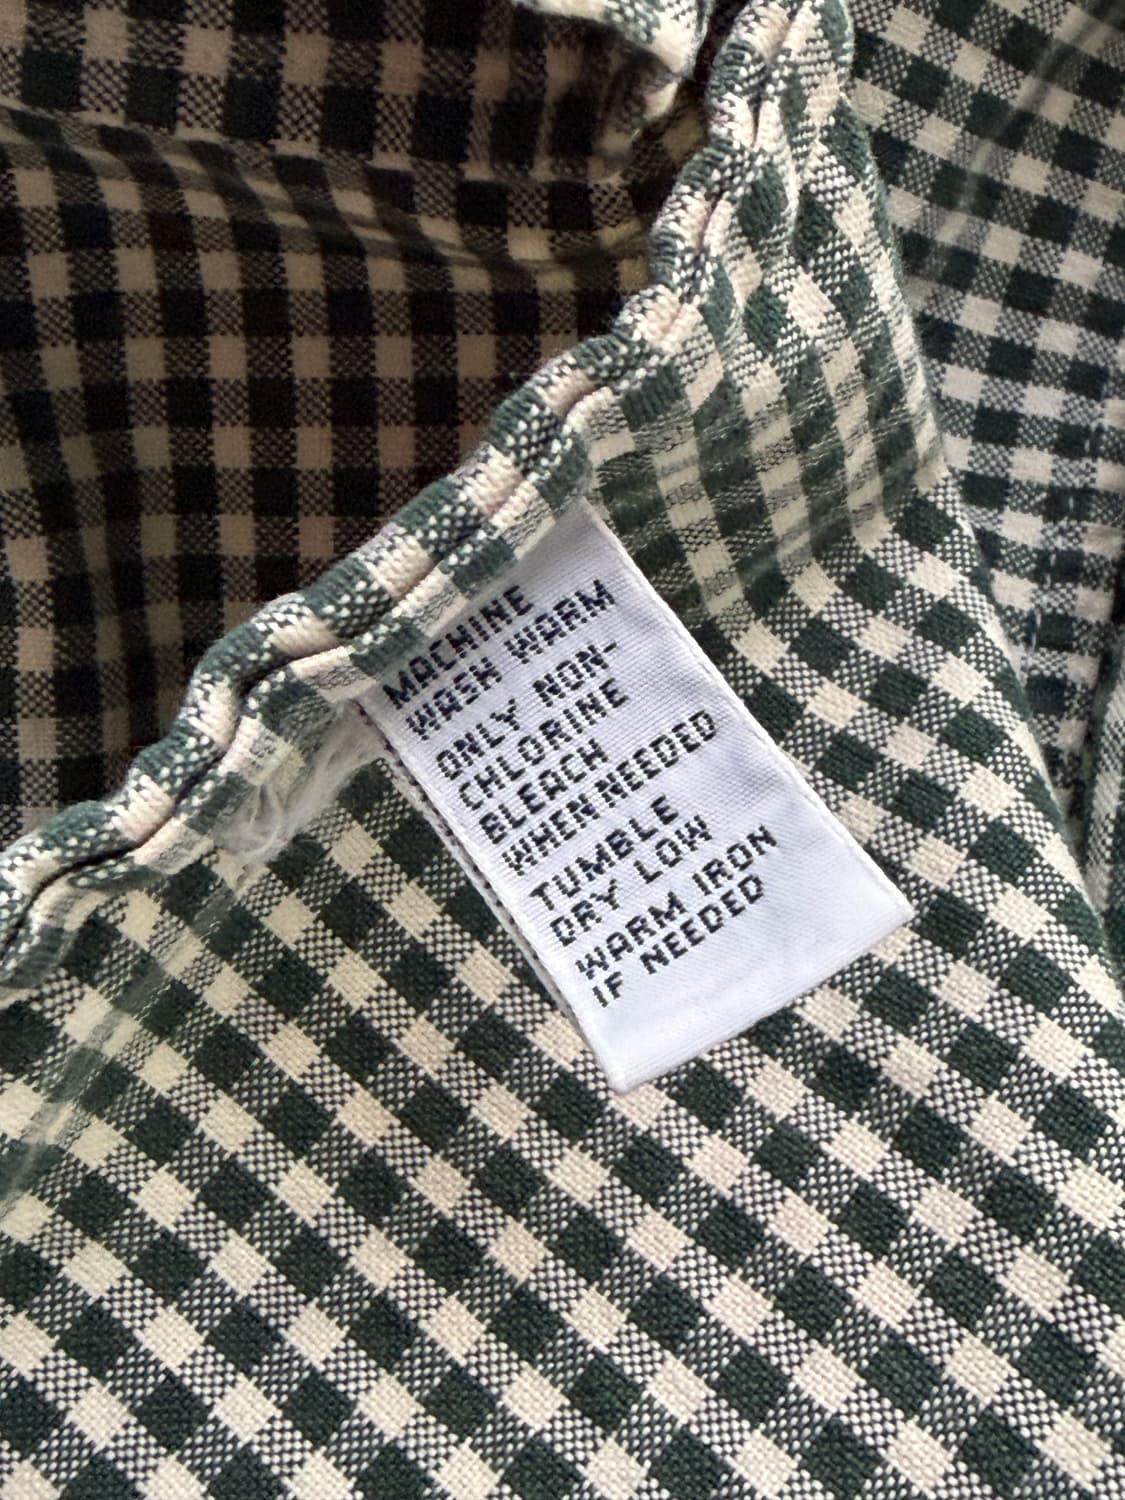 MACHINE
WASH WARM
ONLY NON-
CHLORINE
BLEACH
WHEN NEEDED
TUMBLE
DRY LOW
WARM IRON
IF NEEDED